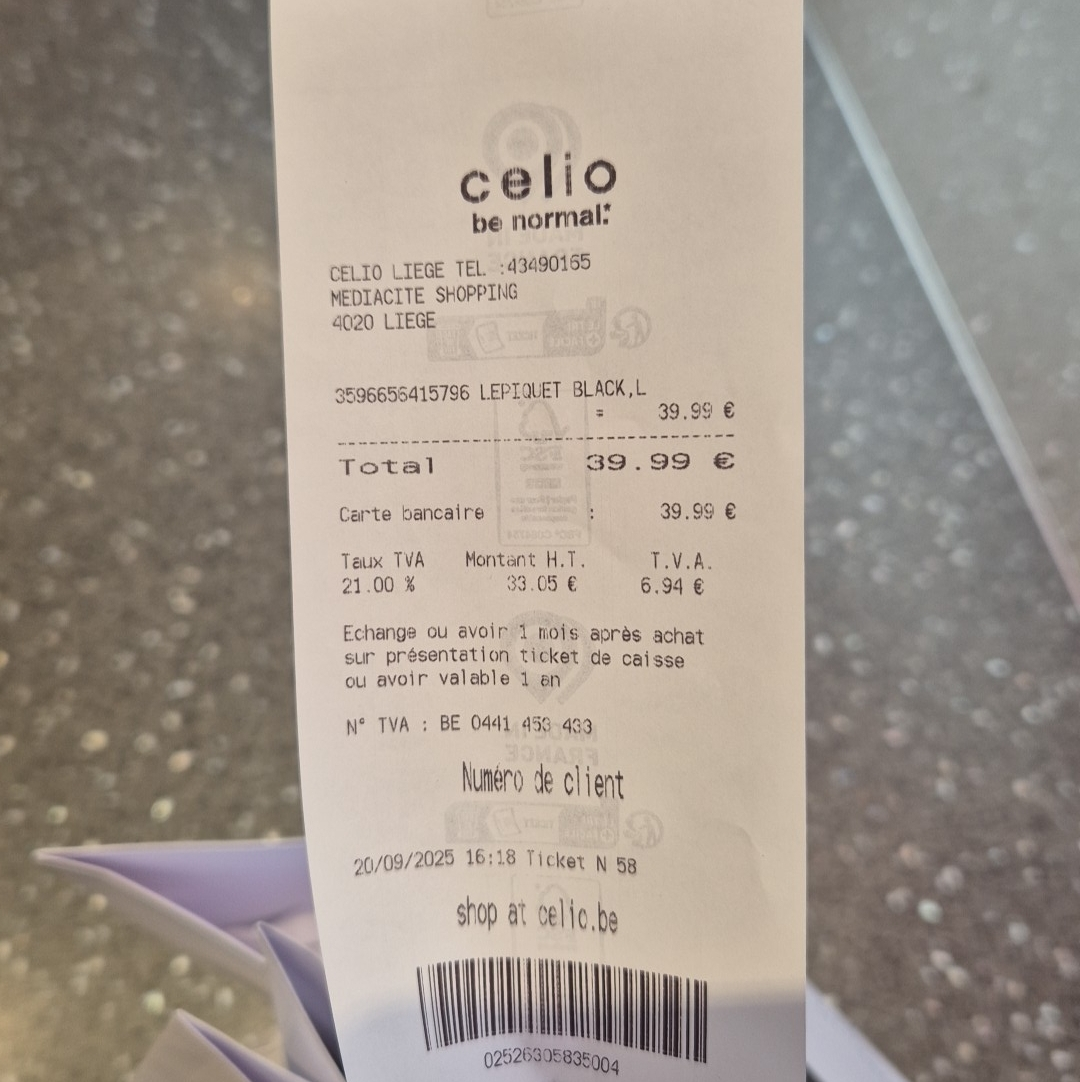 celio
be normal:*
CELIO LIEGE TEL :43490165
MEDIACITE SHOPPING
4020 LIEGE
3596656415796 LEPIQUET BLACK,L
= 39.99 €
Total 39.99 €
Carte bancaire : 39.99 €
Taux TVA Montant H.T. T.V.A.
21.00 % 33.05 € 6.94 €
Echange ou avoir 1 mois après achat
sur présentation ticket de caisse
ou avoir valable 1 an
N° TVA : BE 0441 453 433
Numéro de client
20/09/2025 16:18 Ticket N 58
shop at celio.be
02526305835004